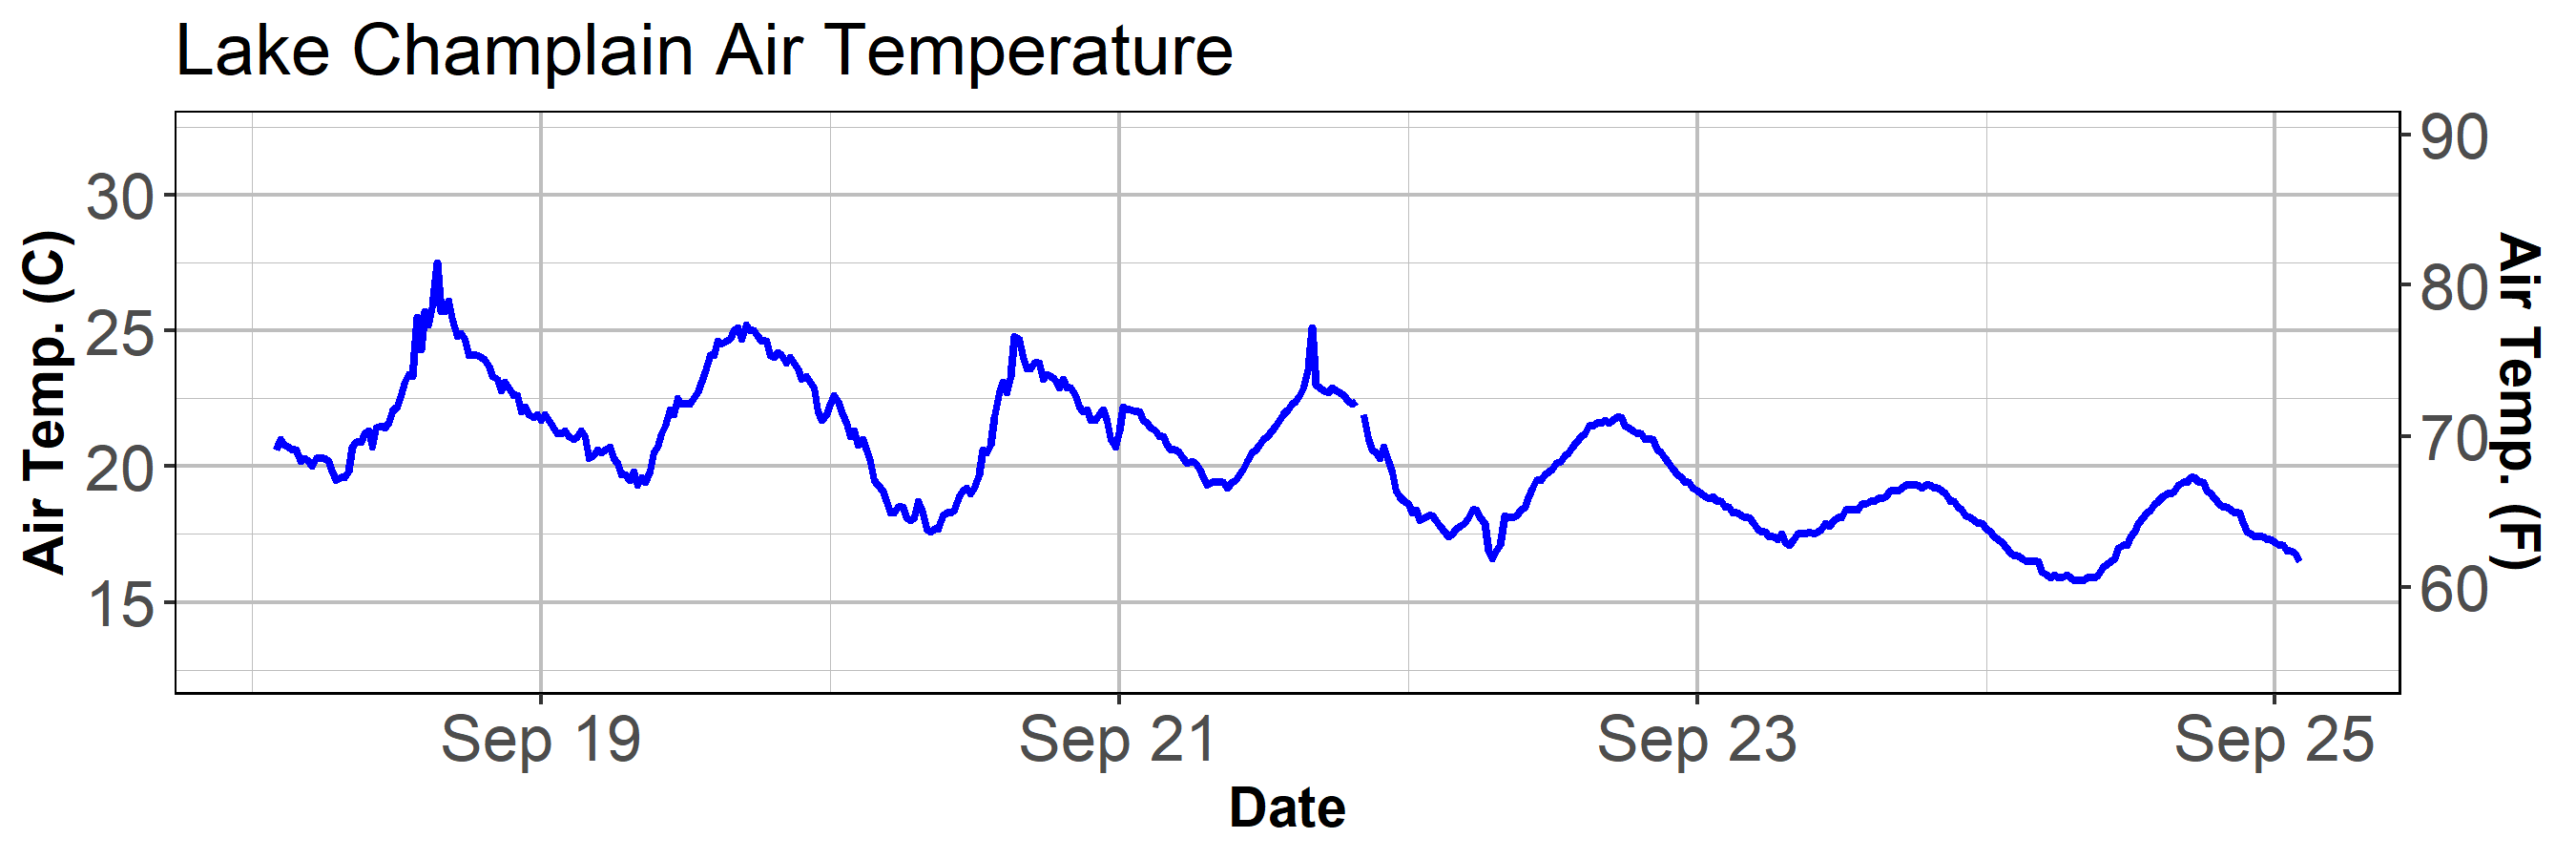 Lake Champlain Air Temperature
Air Temp. (C)
30
25
20
15
90
80
70
60
Air Temp. (F)
Sep 19
Sep 21
Sep 23
Sep 25
Date